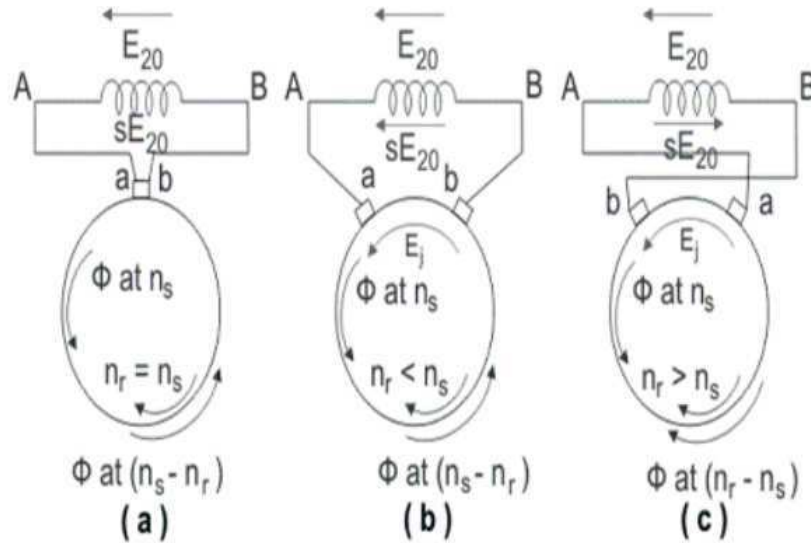 E20 E20 E20
A B A B A B
sE20 sE20 sE20
a b a b b a
Ej Ej
Φ at ns Φ at ns Φ at ns
nr = ns nr < ns nr > ns
Φ at (ns - nr) Φ at (ns - nr) Φ at (nr - ns)
(a) (b) (c)